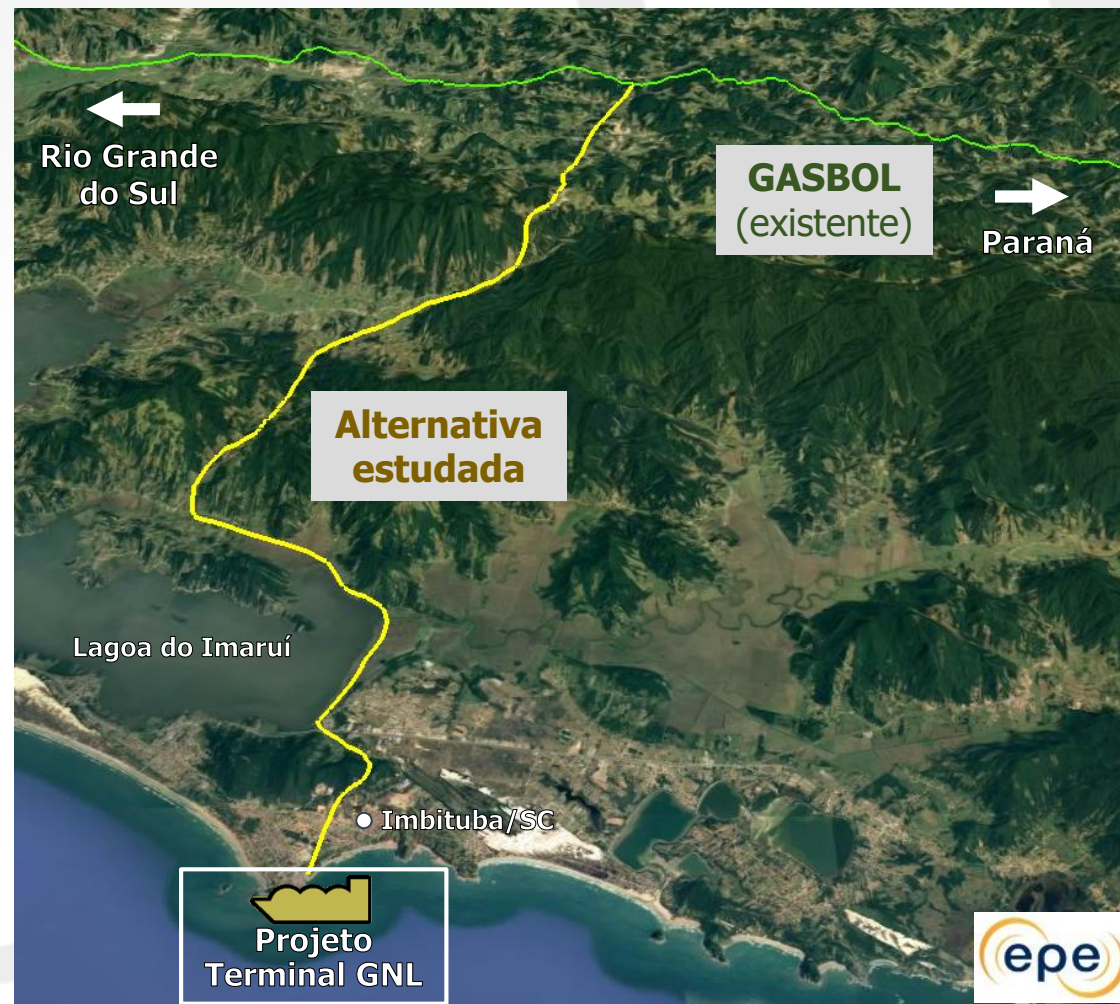 Rio Grande
do Sul
GASBOL
(existente)
Paraná
Alternativa
estudada
Lagoa do Imaruí
Imbituba/SC
Projeto
Terminal GNL
epe